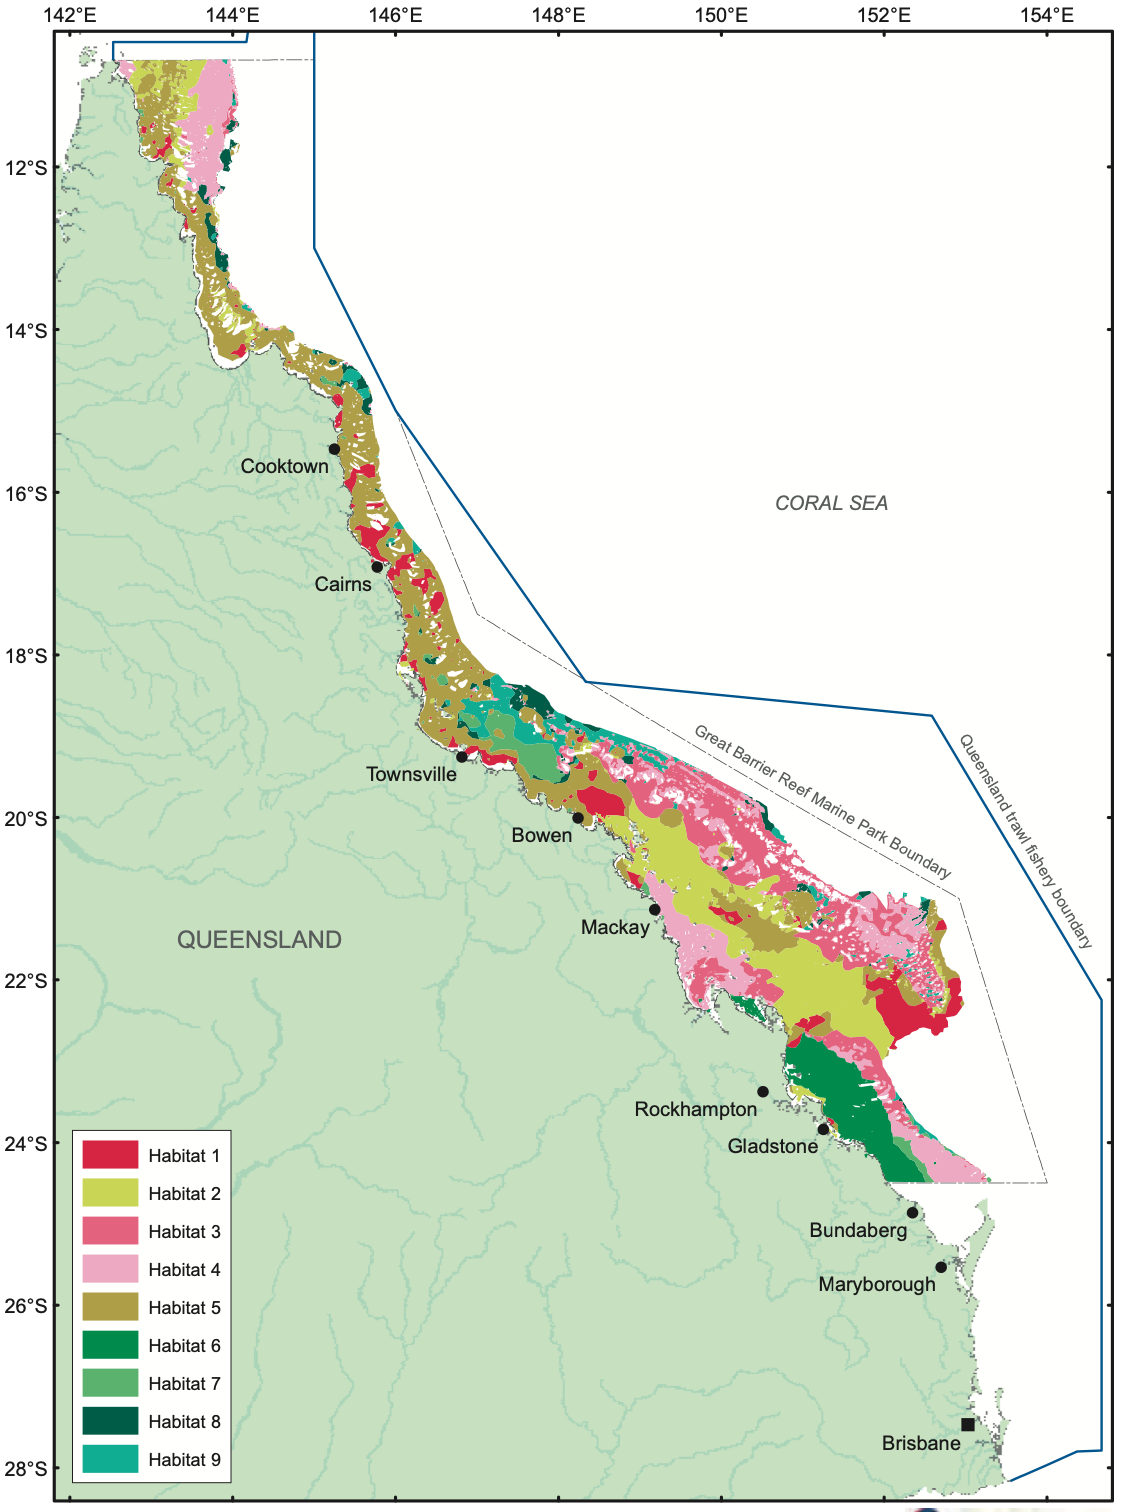 142°E 144°E 146°E 148°E 150°E 152°E 154°E
12°S
14°S
Cooktown
16°S
CORAL SEA
Cairns
18°S
Great Barrier Reef Marine Park Boundary
Queensland trawl fishery boundary
Townsville
20°S
Bowen
Mackay
QUEENSLAND
22°S
Rockhampton
Gladstone
24°S
Habitat 1
Habitat 2
Habitat 3
Habitat 4
Habitat 5
Habitat 6
Habitat 7
Habitat 8
Habitat 9
Bundaberg
Maryborough
26°S
Brisbane
28°S